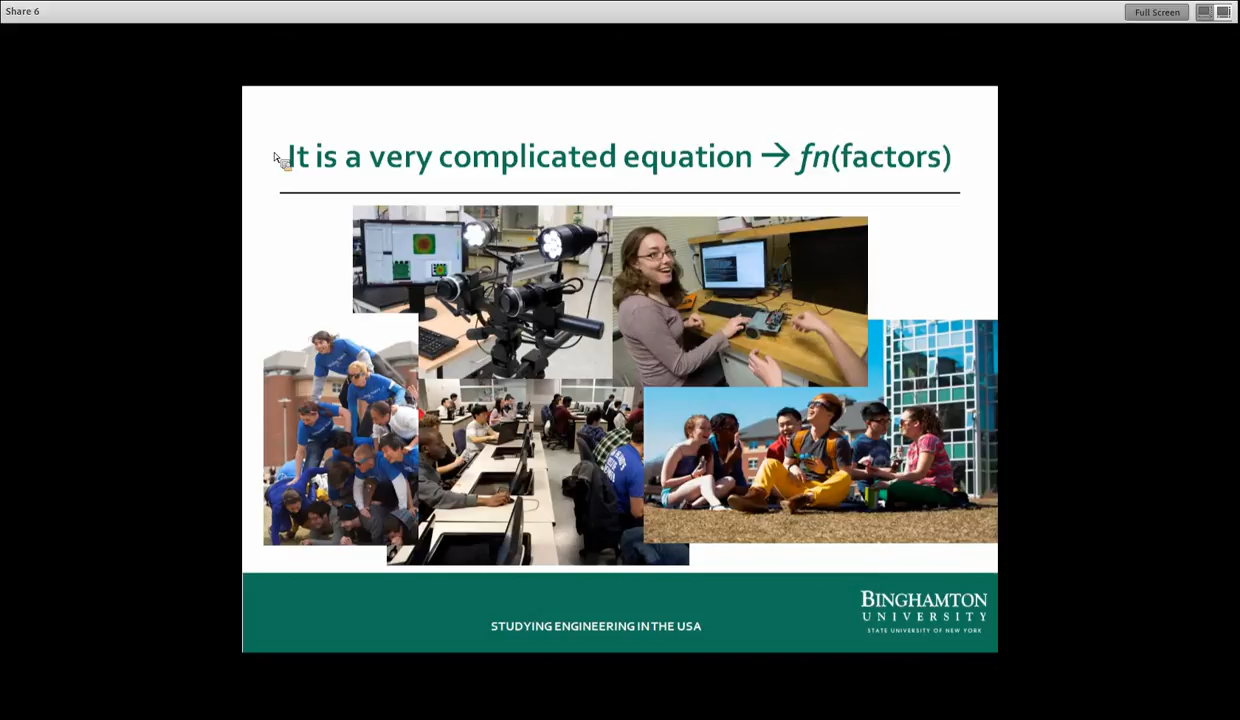 Share 6
Full Screen
It is a very complicated equation → fn(factors)
STUDYING ENGINEERING IN THE USA
BINGHAMTON
UNIVERSITY
STATE UNIVERSITY OF NEW YORK